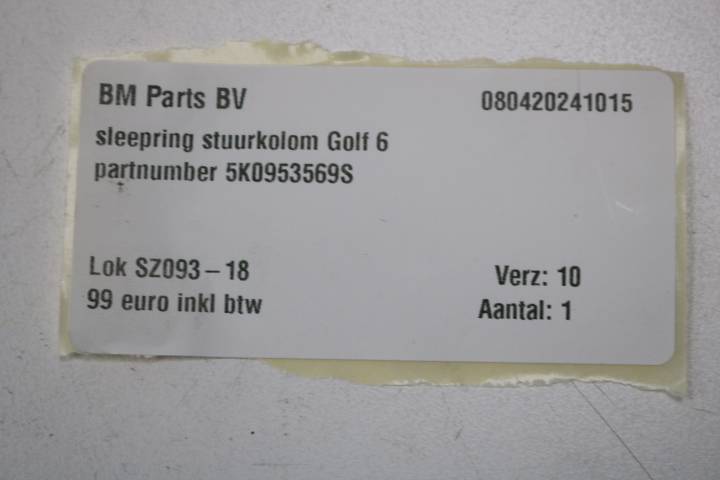 BM Parts BV 080420241015
sleepring stuurkolom Golf 6
partnumber 5K0953569S
Lok SZ093-18 Verz: 10
99 euro inkl btw Aantal: 1